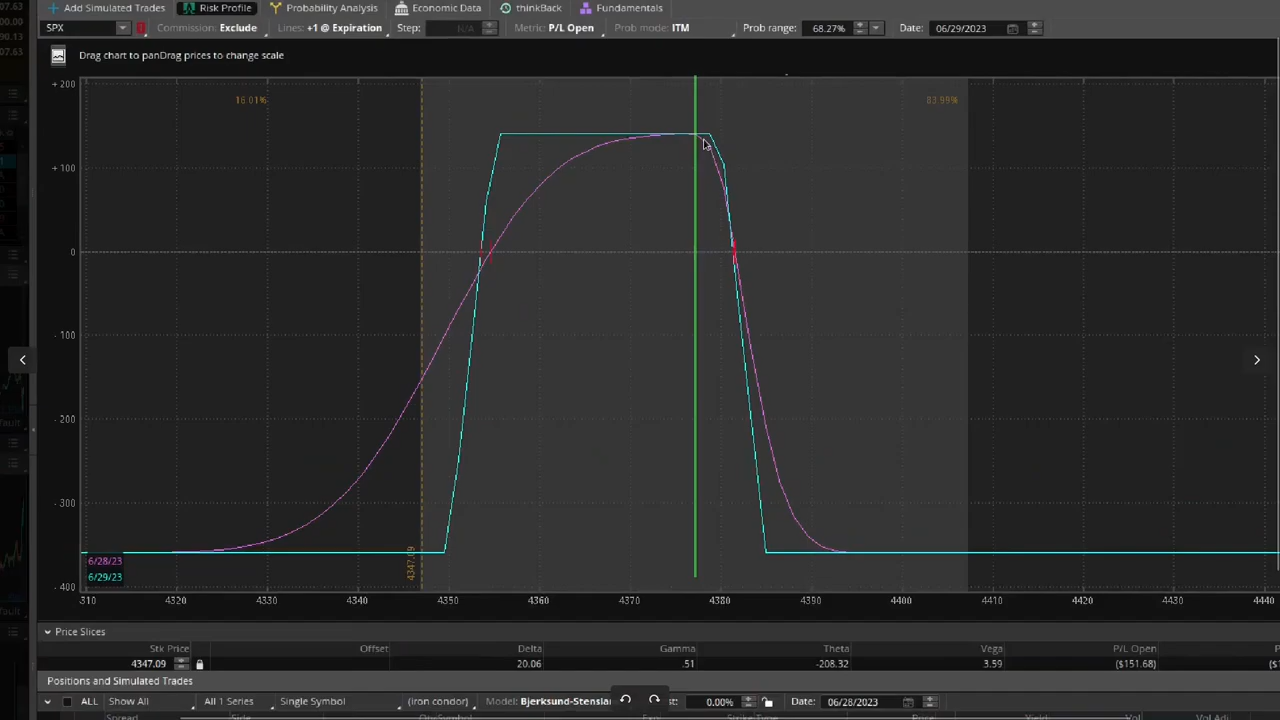 Add Simulated Trades Risk Profile Probability Analysis Economic Data thinkBack Fundamentals
SPX Commission: Exclude Lines: +1 @ Expiration Step: N/A Metric: P/L Open Prob mode: ITM Prob range: 68.27% Date: 06/29/2023
Drag chart to panDrag prices to change scale
+ 200
16.01% 83.99%
+ 100
0
- 100
- 200
- 300
4347.09
6/28/23
6/29/23
- 400
310 4320 4330 4340 4350 4360 4370 4380 4390 4400 4410 4420 4430 4440
Price Slices
Stk Price Offset Delta Gamma Theta Vega P/L Open
4347.09 20.06 .51 -208.32 3.59 ($151.68)
Positions and Simulated Trades
ALL Show All All 1 Series Single Symbol (iron condor) Model: Bjerksund-Stenslan st: 0.00% Date: 06/28/2023